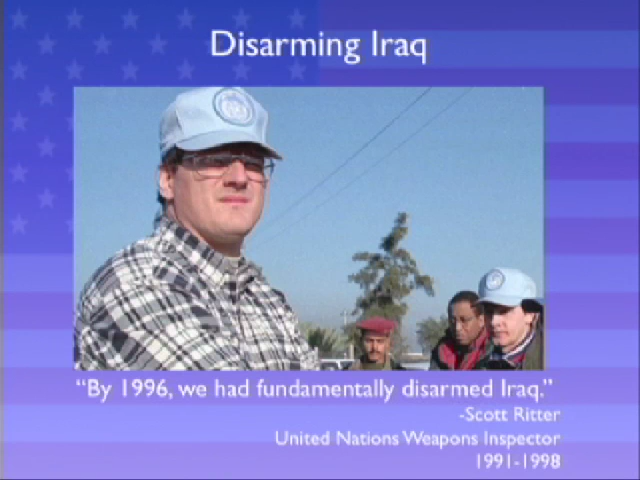 Disarming Iraq
“By 1996, we had fundamentally disarmed Iraq.”
-Scott Ritter
United Nations Weapons Inspector
1991-1998